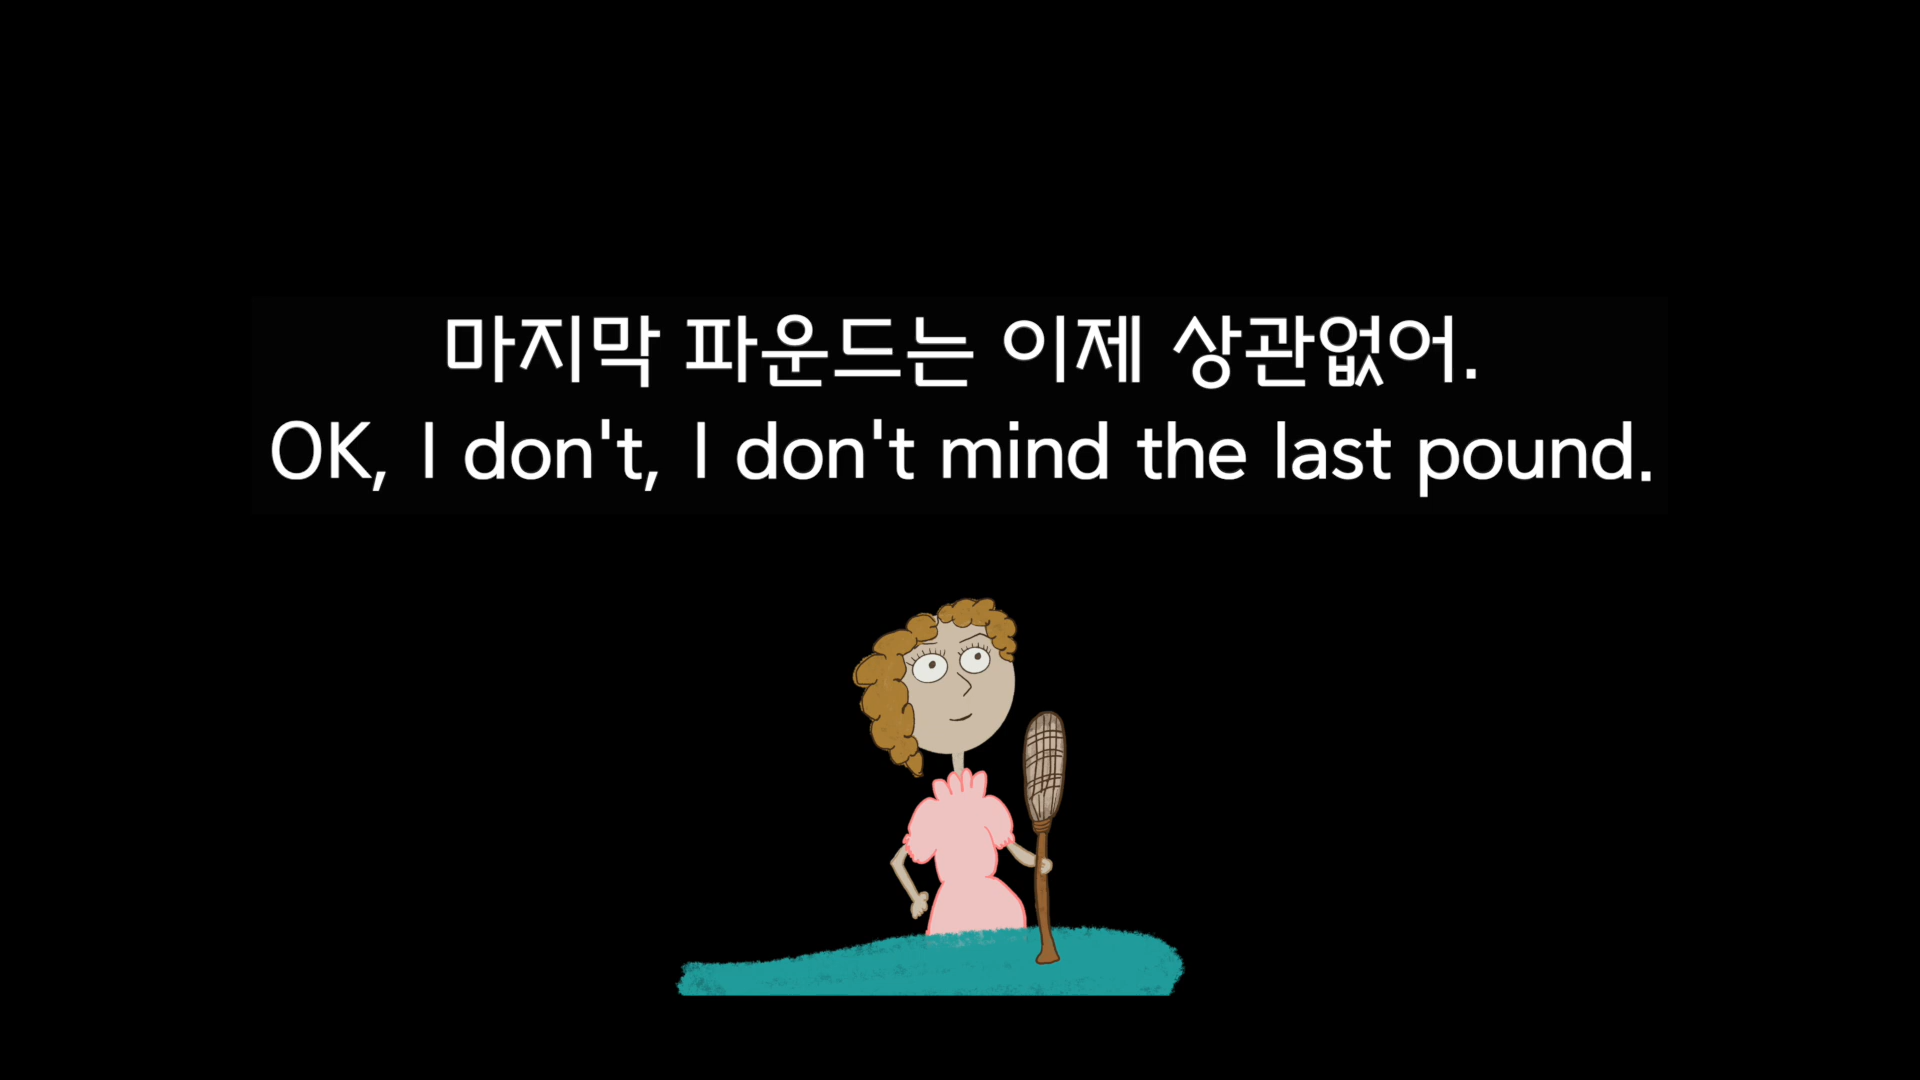 마지막 파운드는 이제 상관없어.
OK, I don't, I don't mind the last pound.